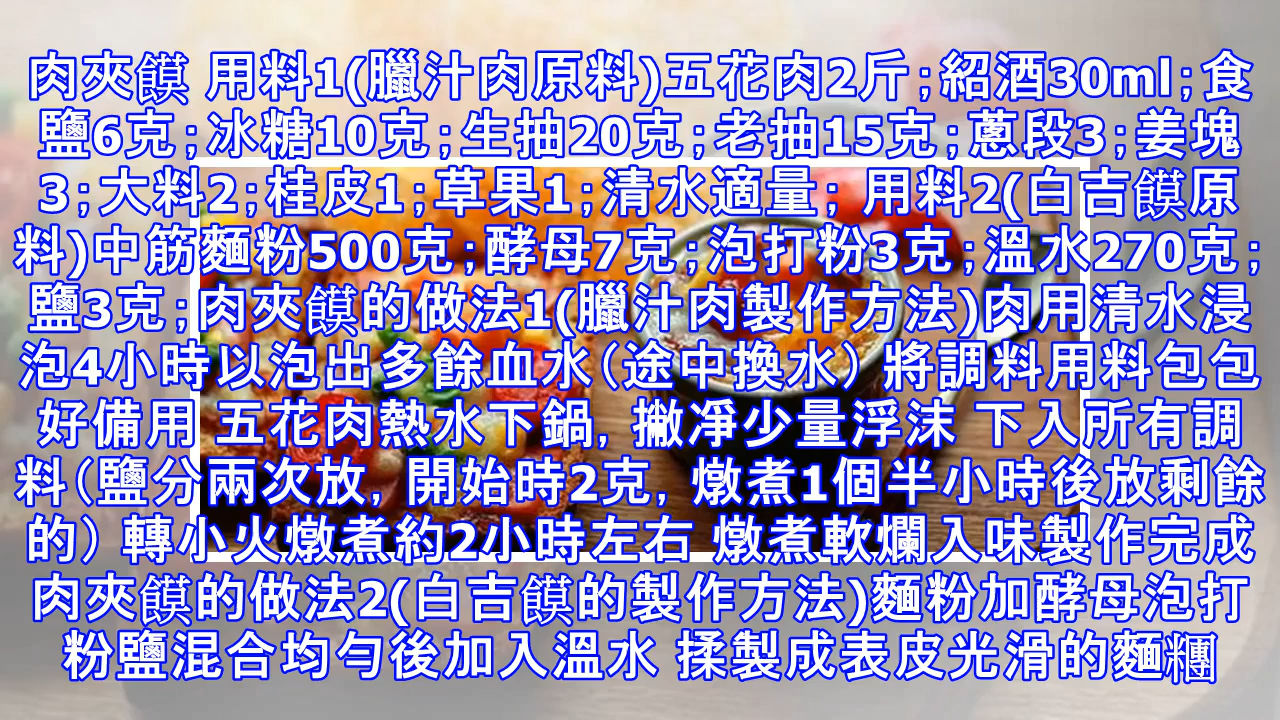 肉夾饃 用料1(臘汁肉原料)五花肉2斤;紹酒30ml;食
鹽6克;冰糖10克;生抽20克;老抽15克;蔥段3;姜塊
3;大料2;桂皮1;草果1;清水適量; 用料2(白吉饃原
料)中筋麵粉500克;酵母7克;泡打粉3克;溫水270克;
鹽3克;肉夾饃的做法1(臘汁肉製作方法)肉用清水浸
泡4小時以泡出多餘血水(途中換水) 將調料用料包包
好備用 五花肉熱水下鍋, 撇凈少量浮沫 下入所有調
料(鹽分兩次放, 開始時2克, 燉煮1個半小時後放剩餘
的) 轉小火燉煮約2小時左右 燉煮軟爛入味製作完成
肉夾饃的做法2(白吉饃的製作方法)麵粉加酵母泡打
粉鹽混合均勻後加入溫水 揉製成表皮光滑的麵糰